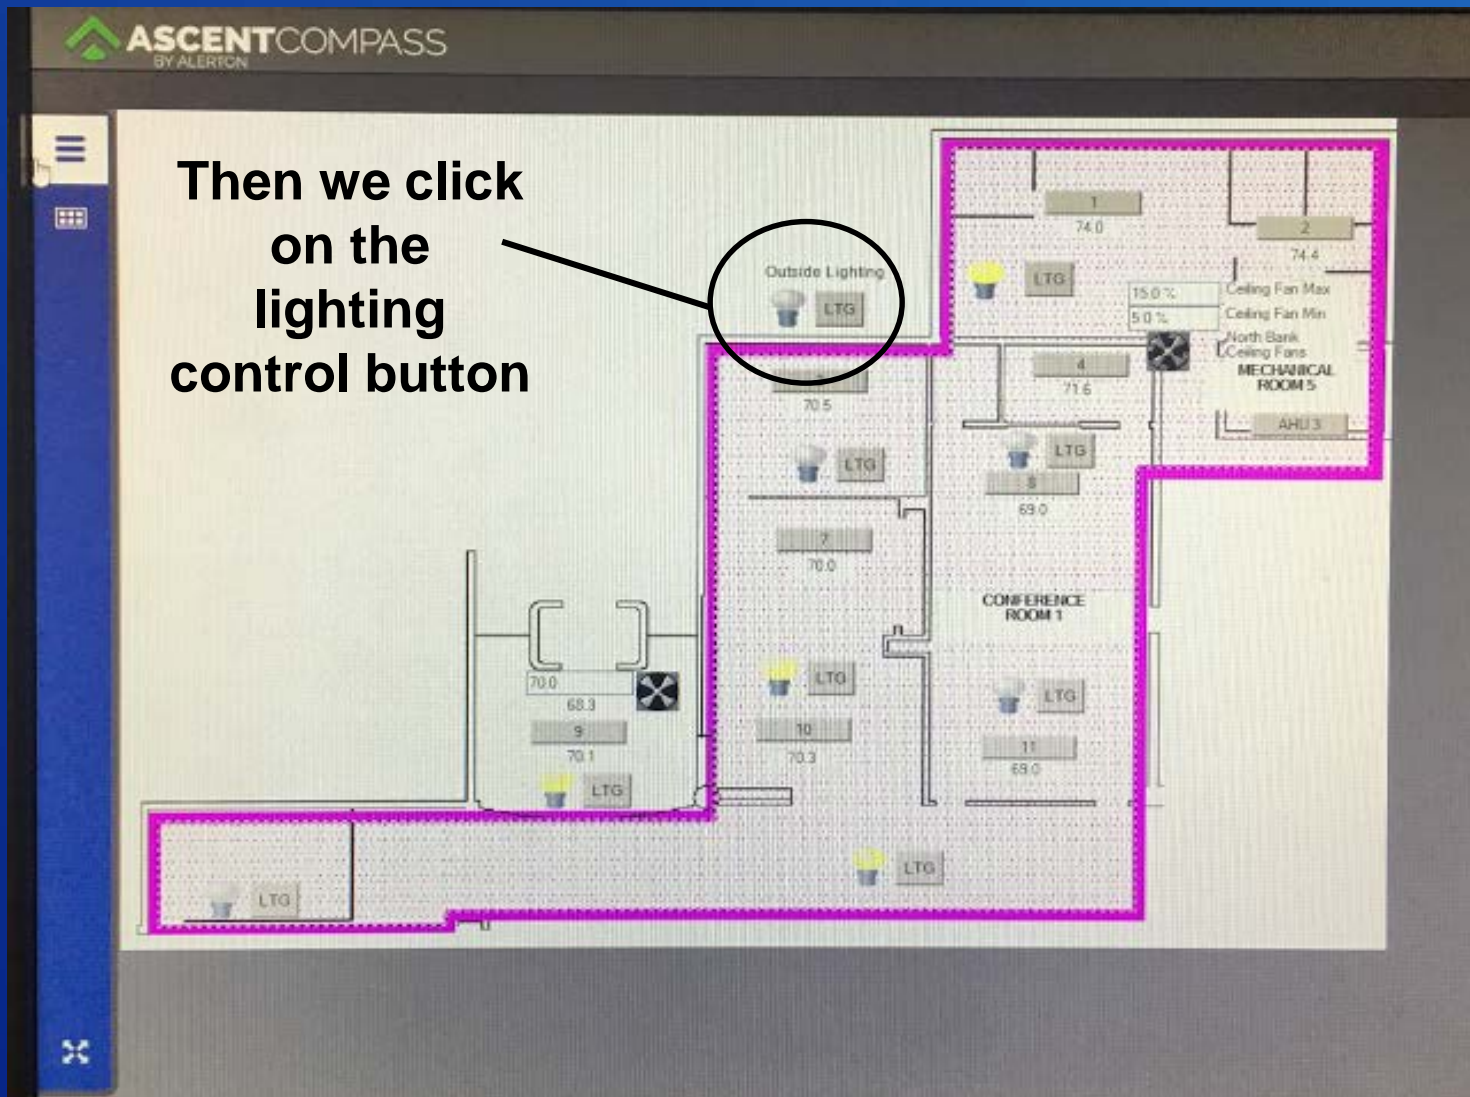 ASCENTCOMPASS
BY ALERTON
Then we click
on the
lighting
control button
Outside Lighting
LTG
1
74.0
2
74.4
LTG
15.0 %
Ceiling Fan Max
5.0 %
Ceiling Fan Min
North Bank
Ceiling Fans
MECHANICAL
ROOM 5
AHU 3
70.5
4
71.6
LTG
LTG
8
69.0
7
70.0
CONFERENCE
ROOM 1
70.0
68.3
9
70.1
LTG
LTG
10
70.3
LTG
11
69.0
LTG
LTG